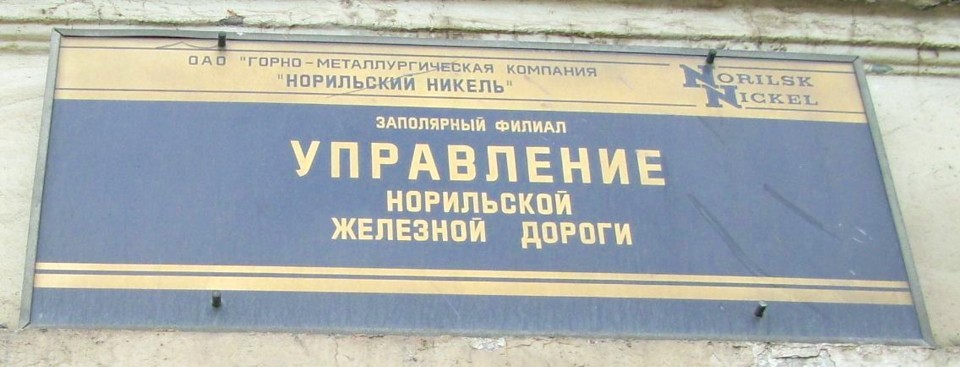 ОАО "ГОРНО-МЕТАЛЛУРГИЧЕСКАЯ КОМПАНИЯ
"НОРИЛЬСКИЙ НИКЕЛЬ"
NORILSK
NICKEL
ЗАПОЛЯРНЫЙ ФИЛИАЛ
УПРАВЛЕНИЕ
НОРИЛЬСКОЙ
ЖЕЛЕЗНОЙ ДОРОГИ